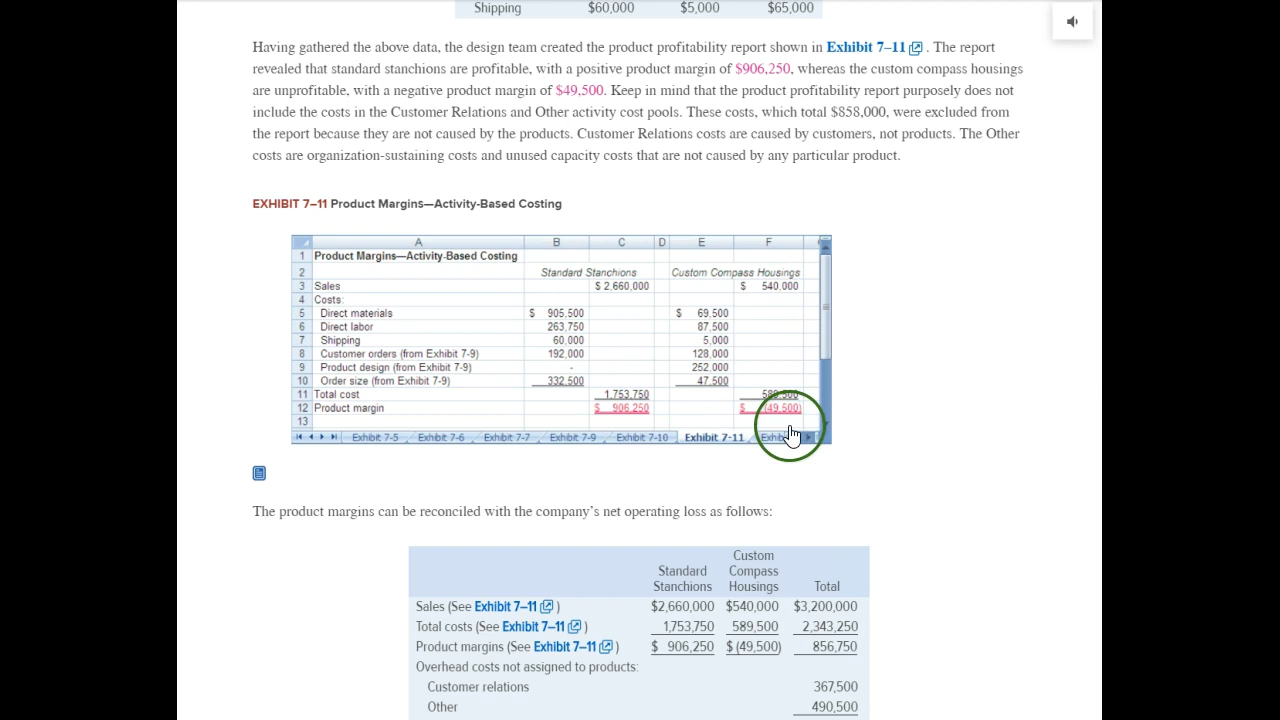 Shipping $60,000 $5,000 $65,000
Having gathered the above data, the design team created the product profitability report shown in Exhibit 7–11 . The report
revealed that standard stanchions are profitable, with a positive product margin of $906,250, whereas the custom compass housings
are unprofitable, with a negative product margin of $49,500. Keep in mind that the product profitability report purposely does not
include the costs in the Customer Relations and Other activity cost pools. These costs, which total $858,000, were excluded from
the report because they are not caused by the products. Customer Relations costs are caused by customers, not products. The Other
costs are organization-sustaining costs and unused capacity costs that are not caused by any particular product.
EXHIBIT 7–11 Product Margins—Activity-Based Costing
A B C D E F
1 Product Margins—Activity-Based Costing
2 Standard Stanchions Custom Compass Housings
3 Sales $ 2,660,000 $ 540,000
4 Costs:
5 Direct materials $ 905,500 $ 69,500
6 Direct labor 263,750 87,500
7 Shipping 60,000 5,000
8 Customer orders (from Exhibit 7-9) 192,000 128,000
9 Product design (from Exhibit 7-9) - 252,000
10 Order size (from Exhibit 7-9) 332,500 47,500
11 Total cost 1,753,750 589,500
12 Product margin $ 906,250 $ (49,500)
13
Exhibit 7-5 Exhibit 7-6 Exhibit 7-7 Exhibit 7-9 Exhibit 7-10 Exhibit 7-11
The product margins can be reconciled with the company’s net operating loss as follows:
Custom
Standard Compass
Stanchions Housings Total
Sales (See Exhibit 7–11 ) $2,660,000 $540,000 $3,200,000
Total costs (See Exhibit 7–11 ) 1,753,750 589,500 2,343,250
Product margins (See Exhibit 7–11 ) $ 906,250 $ (49,500) 856,750
Overhead costs not assigned to products:
Customer relations 367,500
Other 490,500